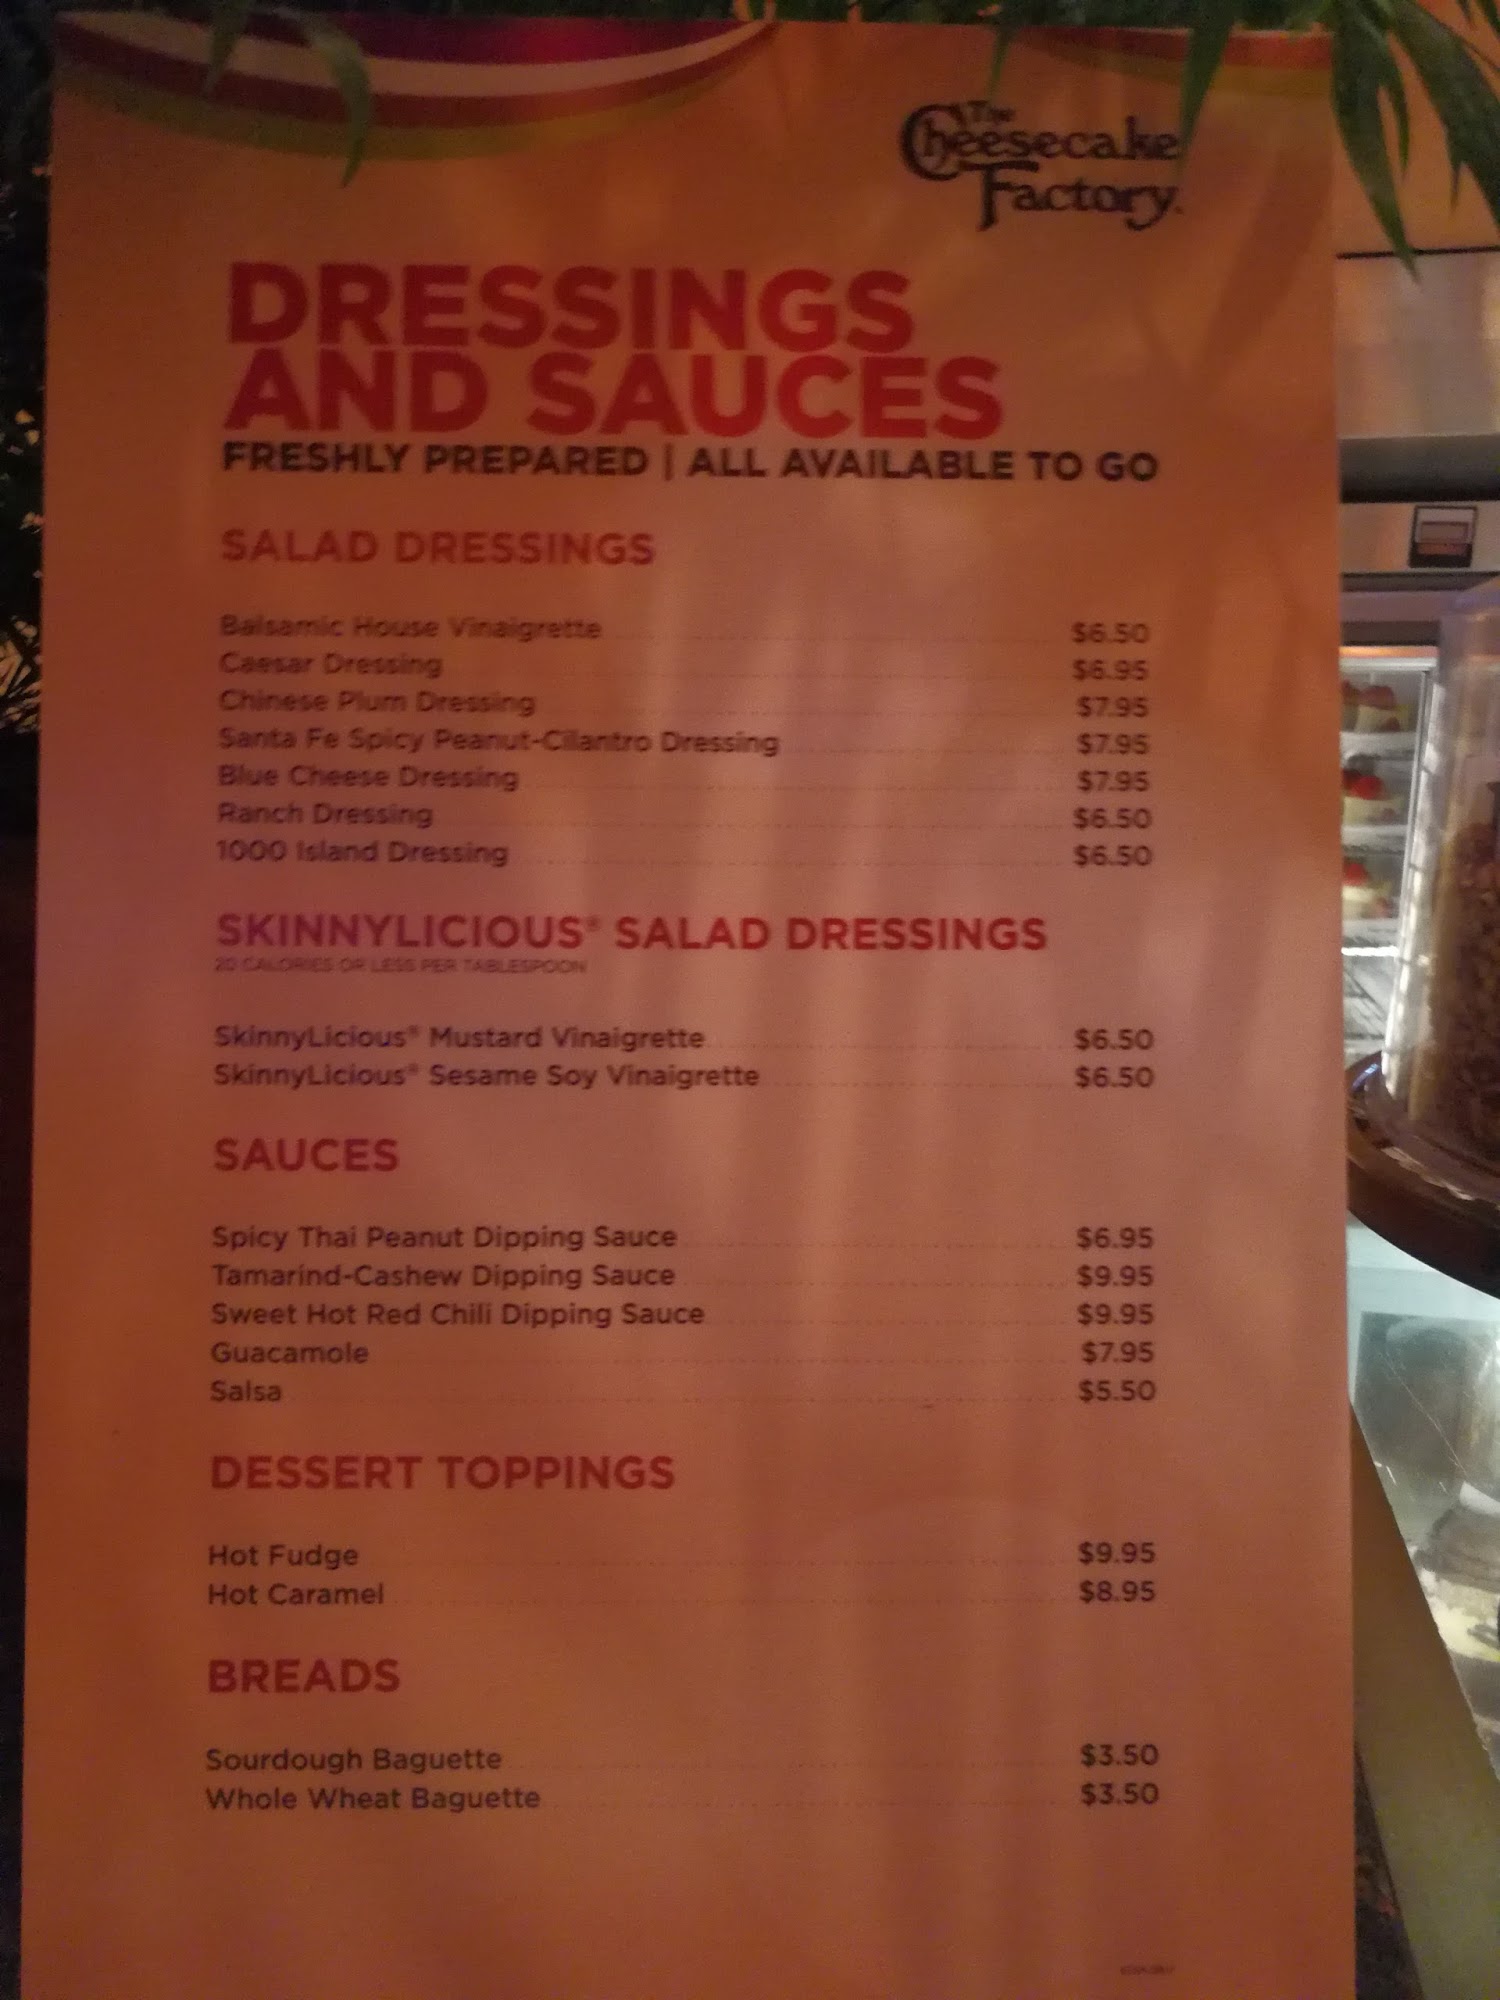 The
Cheesecake
Factory.
DRESSINGS
AND SAUCES
FRESHLY PREPARED | ALL AVAILABLE TO GO
SALAD DRESSINGS
Balsamic House Vinaigrette $6.50
Caesar Dressing $6.95
Chinese Plum Dressing $7.95
Santa Fe Spicy Peanut-Cilantro Dressing $7.95
Blue Cheese Dressing $7.95
Ranch Dressing $6.50
1000 Island Dressing $6.50
SKINNYLICIOUS® SALAD DRESSINGS
20 CALORIES OR LESS PER TABLESPOON
SkinnyLicious® Mustard Vinaigrette $6.50
SkinnyLicious® Sesame Soy Vinaigrette $6.50
SAUCES
Spicy Thai Peanut Dipping Sauce $6.95
Tamarind-Cashew Dipping Sauce $9.95
Sweet Hot Red Chili Dipping Sauce $9.95
Guacamole $7.95
Salsa $5.50
DESSERT TOPPINGS
Hot Fudge $9.95
Hot Caramel $8.95
BREADS
Sourdough Baguette $3.50
Whole Wheat Baguette $3.50